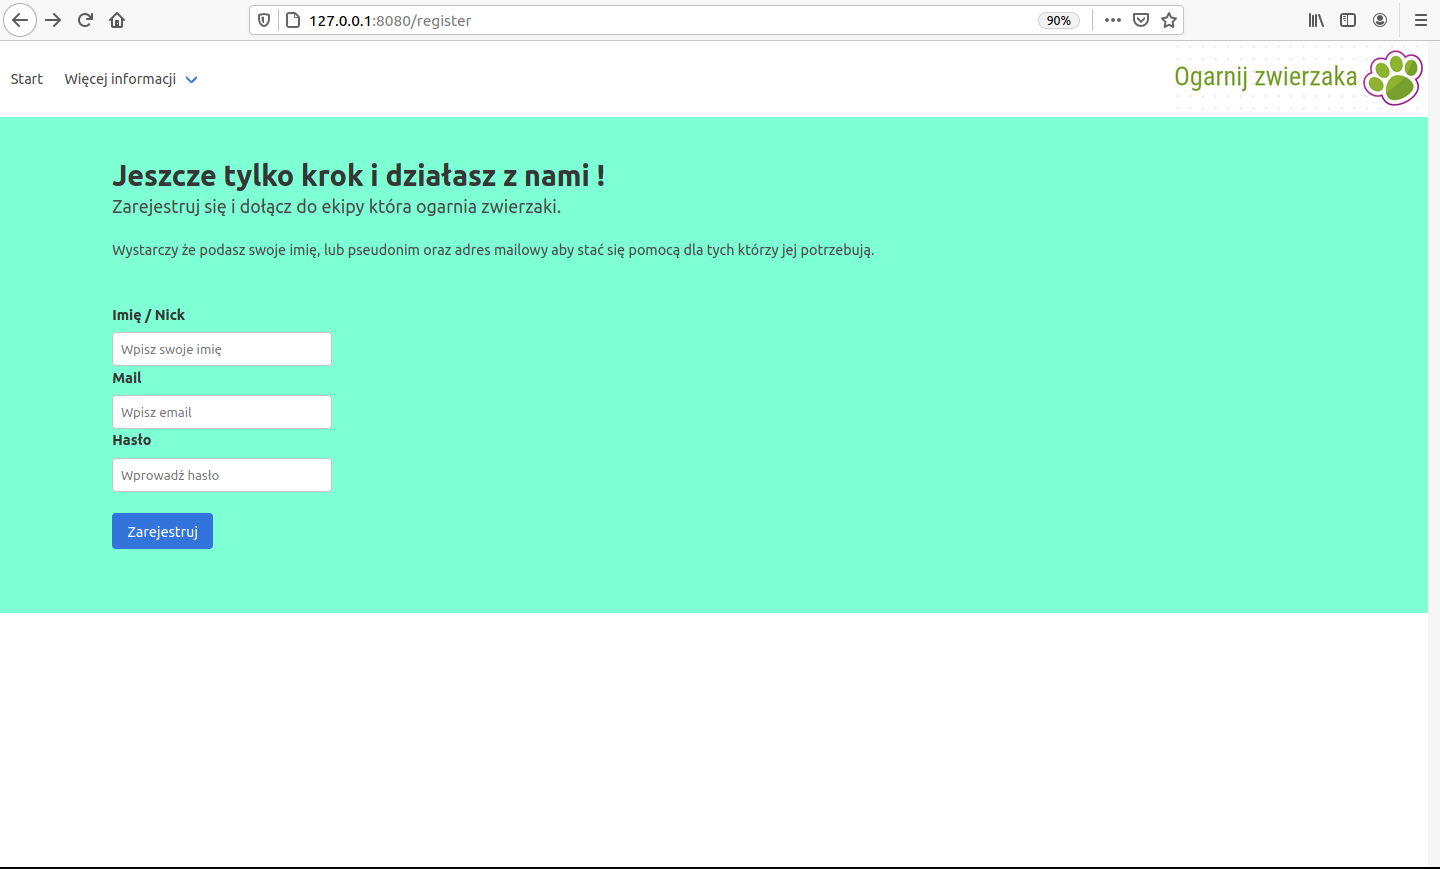 127.0.0.1:8080/register
90%
Start
Więcej informacji
Ogarnij zwierzaka
Jeszcze tylko krok i działasz z nami !
Zarejestruj się i dołącz do ekipy która ogarnia zwierzaki.
Wystarczy że podasz swoje imię, lub pseudonim oraz adres mailowy aby stać się pomocą dla tych którzy jej potrzebują.
Imię / Nick
Wpisz swoje imię
Mail
Wpisz email
Hasło
Wprowadź hasło
Zarejestruj